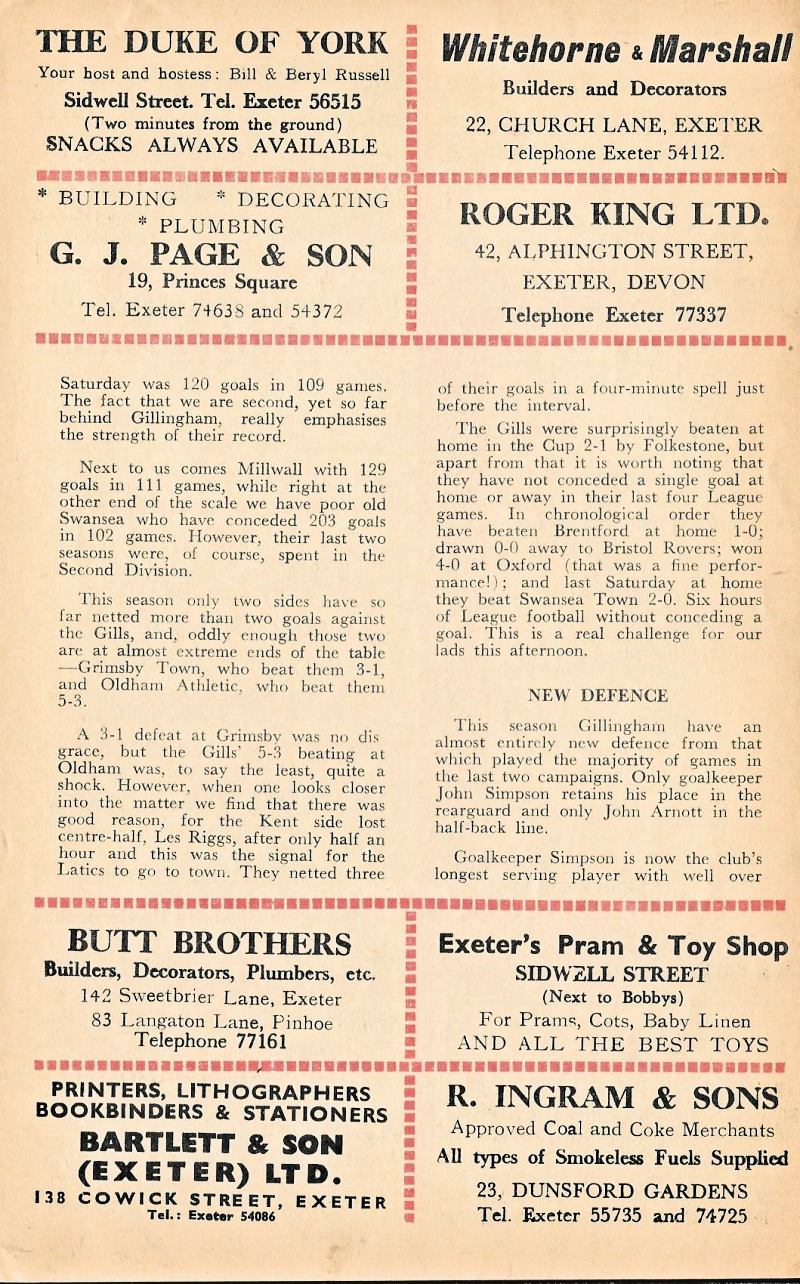 THE DUKE OF YORK
Your host and hostess: Bill & Beryl Russell
Sidwell Street. Tel. Exeter 56515
(Two minutes from the ground)
SNACKS ALWAYS AVAILABLE
Whitehorne & Marshall
Builders and Decorators
22, CHURCH LANE, EXETER
Telephone Exeter 54112.
* BUILDING * DECORATING
* PLUMBING
G. J. PAGE & SON
19, Princes Square
Tel. Exeter 74638 and 54372
ROGER KING LTD.
42, ALPHINGTON STREET,
EXETER, DEVON
Telephone Exeter 77337
Saturday was 120 goals in 109 games.
The fact that we are second, yet so far
behind Gillingham, really emphasises
the strength of their record.
Next to us comes Millwall with 129
goals in 111 games, while right at the
other end of the scale we have poor old
Swansea who have conceded 203 goals
in 102 games. However, their last two
seasons were, of course, spent in the
Second Division.
This season only two sides have so
far netted more than two goals against
the Gills, and, oddly enough those two
are at almost extreme ends of the table
—Grimsby Town, who beat them 3-1,
and Oldham Athletic, who beat them
5-3.
A 3-1 defeat at Grimsby was no dis
grace, but the Gills' 5-3 beating at
Oldham was, to say the least, quite a
shock. However, when one looks closer
into the matter we find that there was
good reason, for the Kent side lost
centre-half, Les Riggs, after only half an
hour and this was the signal for the
Latics to go to town. They netted three
of their goals in a four-minute spell just
before the interval.
The Gills were surprisingly beaten at
home in the Cup 2-1 by Folkestone, but
apart from that it is worth noting that
they have not conceded a single goal at
home or away in their last four League
games. In chronological order they
have beaten Brentford at home 1-0;
drawn 0-0 away to Bristol Rovers; won
4-0 at Oxford (that was a fine perfor-
mance!); and last Saturday at home
they beat Swansea Town 2-0. Six hours
of League football without conceding a
goal. This is a real challenge for our
lads this afternoon.
NEW DEFENCE
This season Gillingham have an
almost entirely new defence from that
which played the majority of games in
the last two campaigns. Only goalkeeper
John Simpson retains his place in the
rearguard and only John Arnott in the
half-back line.
Goalkeeper Simpson is now the club's
longest serving player with well over
BUTT BROTHERS
Builders, Decorators, Plumbers, etc.
142 Sweetbrier Lane, Exeter
83 Langaton Lane, Pinhoe
Telephone 77161
Exeter's Pram & Toy Shop
SIDWELL STREET
(Next to Bobbys)
For Prams, Cots, Baby Linen
AND ALL THE BEST TOYS
PRINTERS, LITHOGRAPHERS
BOOKBINDERS & STATIONERS
BARTLETT & SON
(EXETER) LTD.
138 COWICK STREET, EXETER
Tel.: Exeter 54086
R. INGRAM & SONS
Approved Coal and Coke Merchants
All types of Smokeless Fuels Supplied
23, DUNSFORD GARDENS
Tel. Exeter 55735 and 74725